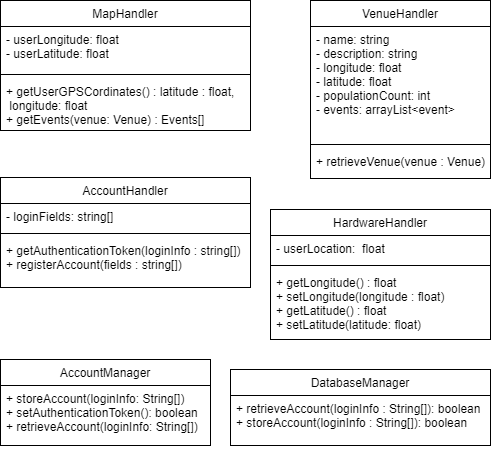 MapHandler
- userLongitude: float
- userLatitude: float
+ getUserGPSCordinates() : latitude : float,
longitude: float
+ getEvents(venue: Venue) : Events[]
VenueHandler
- name: string
- description: string
- longitude: float
- latitude: float
- populationCount: int
- events: arrayList<event>
+ retrieveVenue(venue : Venue)
AccountHandler
- loginFields: string[]
+ getAuthenticationToken(loginInfo : string[])
+ registerAccount(fields : string[])
HardwareHandler
- userLocation:  float
+ getLongitude() : float
+ setLongitude(longitude : float)
+ getLatitude() : float
+ setLatitude(latitude: float)
AccountManager
+ storeAccount(loginInfo: String[])
+ setAuthenticationToken(): boolean
+ retrieveAccount(loginInfo: String[])
DatabaseManager
+ retrieveAccount(loginInfo : String[]): boolean
+ storeAccount(loginInfo : String[]): boolean